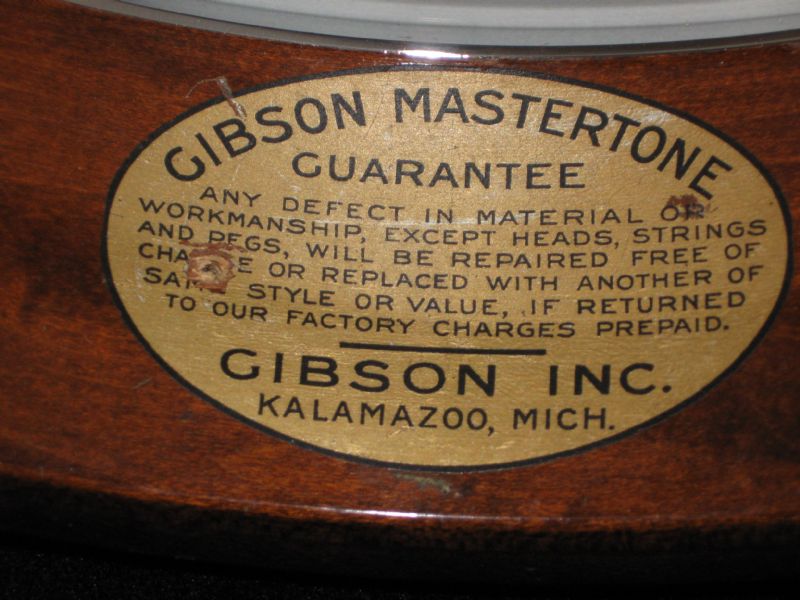 GIBSON MASTERTONE
GUARANTEE
ANY DEFECT IN MATERIAL OR
WORKMANSHIP, EXCEPT HEADS, STRINGS
AND PEGS, WILL BE REPAIRED FREE OF
CHA E OR REPLACED WITH ANOTHER OF
SA STYLE OR VALUE, IF RETURNED
TO OUR FACTORY CHARGES PREPAID.
GIBSON INC.
KALAMAZOO, MICH.